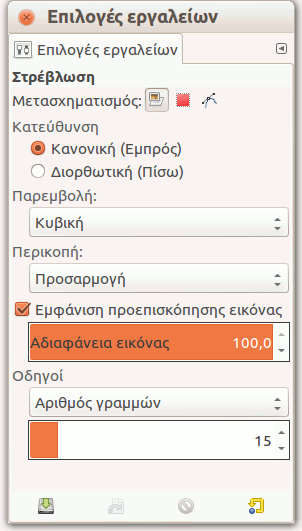 Επιλογές εργαλείων
Επιλογές εργαλείων
Στρέβλωση
Μετασχηματισμός:
Κατεύθυνση
Κανονική (Εμπρός)
Διορθωτική (Πίσω)
Παρεμβολή:
Κυβική
Περικοπή:
Προσαρμογή
Εμφάνιση προεπισκόπησης εικόνας
Αδιαφάνεια εικόνας 100,0
Οδηγοί
Αριθμός γραμμών
15